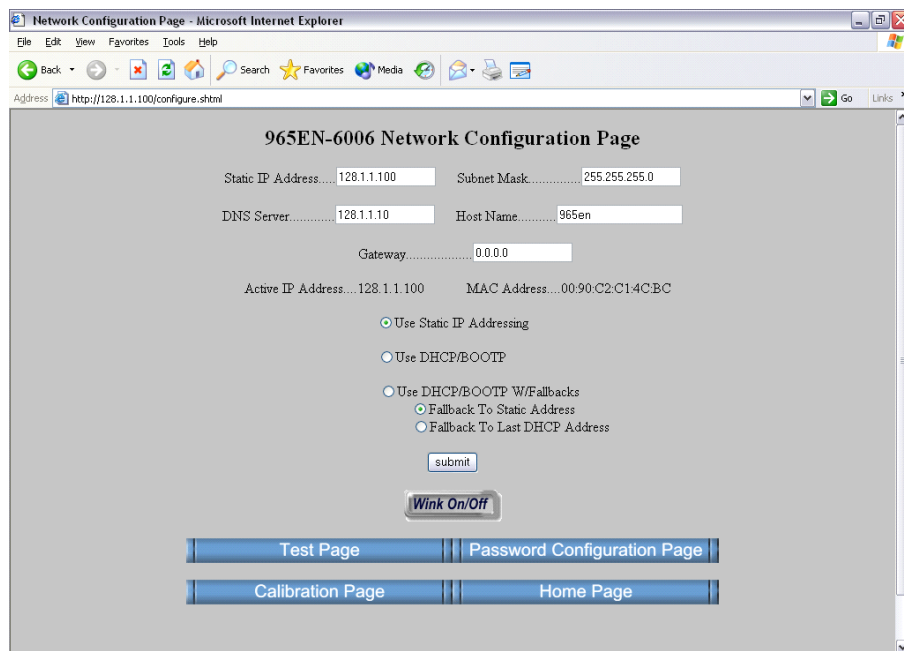 Network Configuration Page - Microsoft Internet Explorer
File Edit View Favorites Tools Help
Back Search Favorites Media
Address http://128.1.1.100/configure.shtml Go Links
965EN-6006 Network Configuration Page
Static IP Address.....128.1.1.100 Subnet Mask..............255.255.255.0
DNS Server............128.1.1.10 Host Name..........965en
Gateway...................0.0.0.0
Active IP Address....128.1.1.100 MAC Address....00:90:C2:C1:4C:BC
Use Static IP Addressing
Use DHCP/BOOTP
Use DHCP/BOOTP W/Fallbacks
Fallback To Static Address
Fallback To Last DHCP Address
submit
Wink On/Off
Test Page Password Configuration Page
Calibration Page Home Page